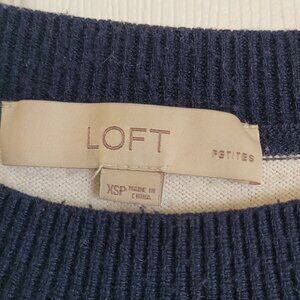 LOFT
PETITES
XSP
MADE IN
CHINA